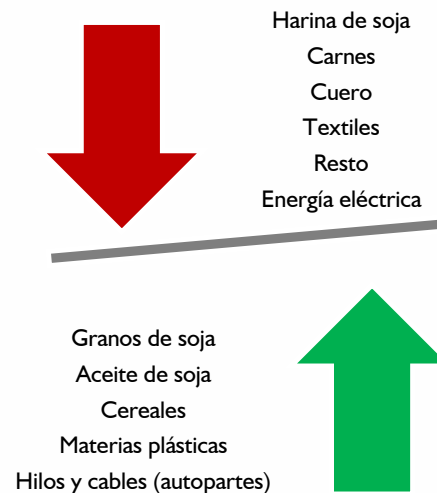 Harina de soja
Carnes
Cuero
Textiles
Resto
Energía eléctrica
Granos de soja
Aceite de soja
Cereales
Materias plásticas
Hilos y cables (autopartes)